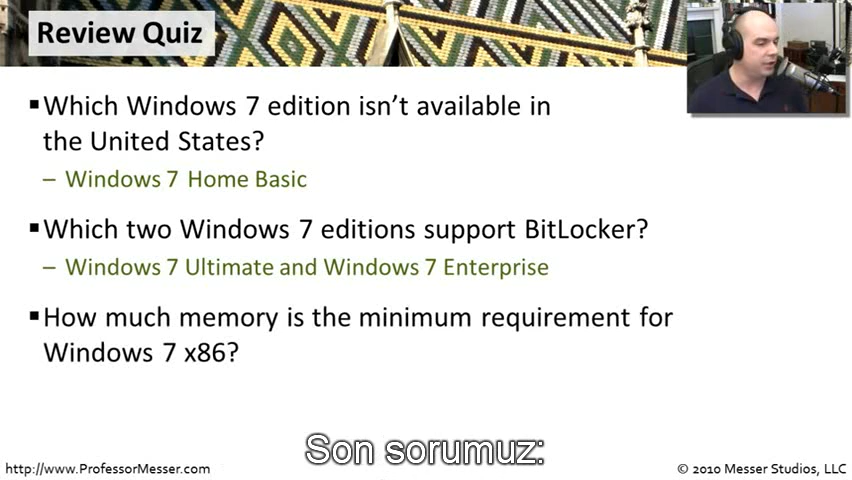 Review Quiz
▪Which Windows 7 edition isn't available in
the United States?
– Windows 7 Home Basic
▪Which two Windows 7 editions support BitLocker?
– Windows 7 Ultimate and Windows 7 Enterprise
▪How much memory is the minimum requirement for
Windows 7 x86?
Son sorumuz:
http://www.ProfessorMesser.com
© 2010 Messer Studios, LLC